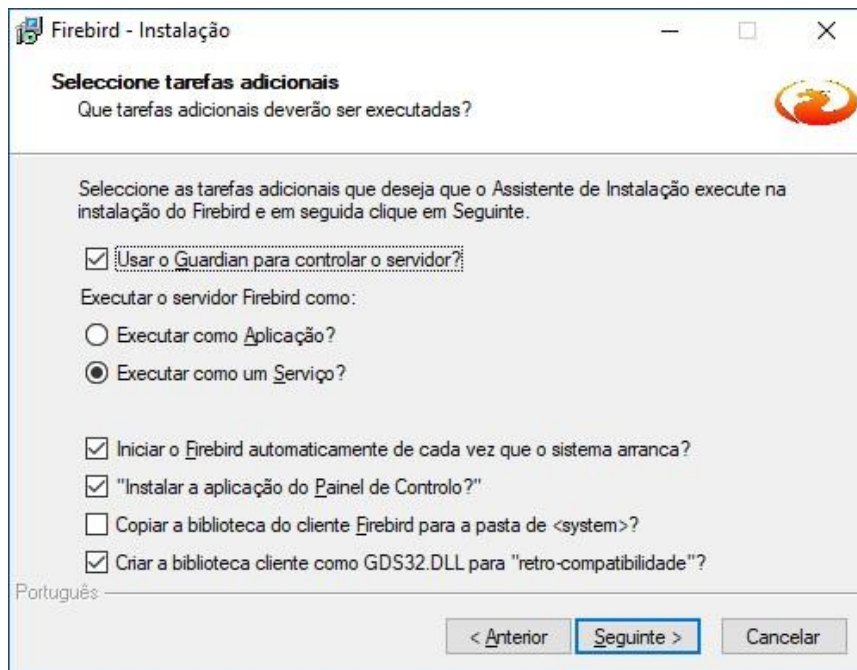 Firebird - Instalação
Seleccione tarefas adicionais
Que tarefas adicionais deverão ser executadas?
Seleccione as tarefas adicionais que deseja que o Assistente de Instalação execute na
instalação do Firebird e em seguida clique em Seguinte.
Usar o Guardian para controlar o servidor?
Executar o servidor Firebird como:
Executar como Aplicação?
Executar como um Serviço?
Iniciar o Firebird automaticamente de cada vez que o sistema arranca?
"Instalar a aplicação do Painel de Controlo?"
Copiar a biblioteca do cliente Firebird para a pasta de <system>?
Criar a biblioteca cliente como GDS32.DLL para "retro-compatibilidade"?
Português
< Anterior Seguinte > Cancelar